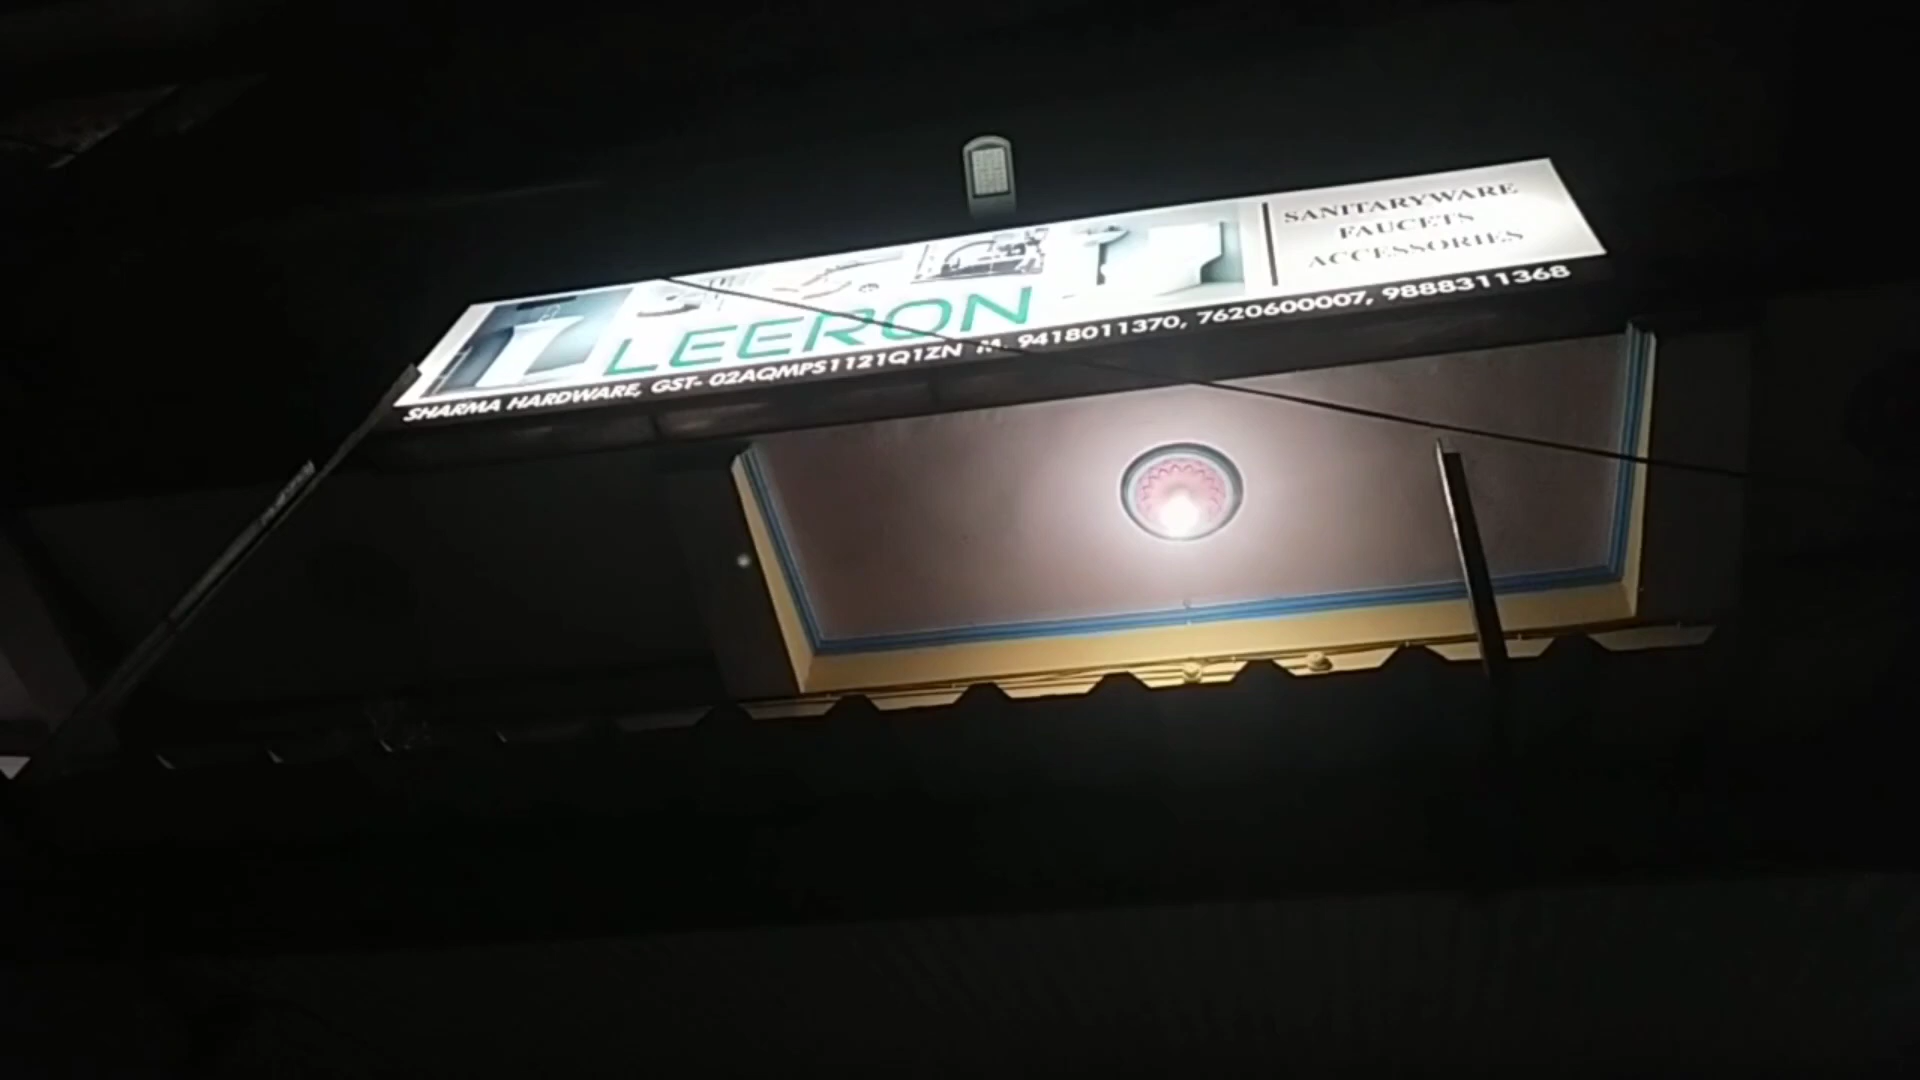 LEERON
SANITARYWARE
FAUCETS
ACCESSORIES
SHARMA HARDWARE, GST- 02AQMPS1121Q1ZN M. 9418011370, 7620600007, 9888311368